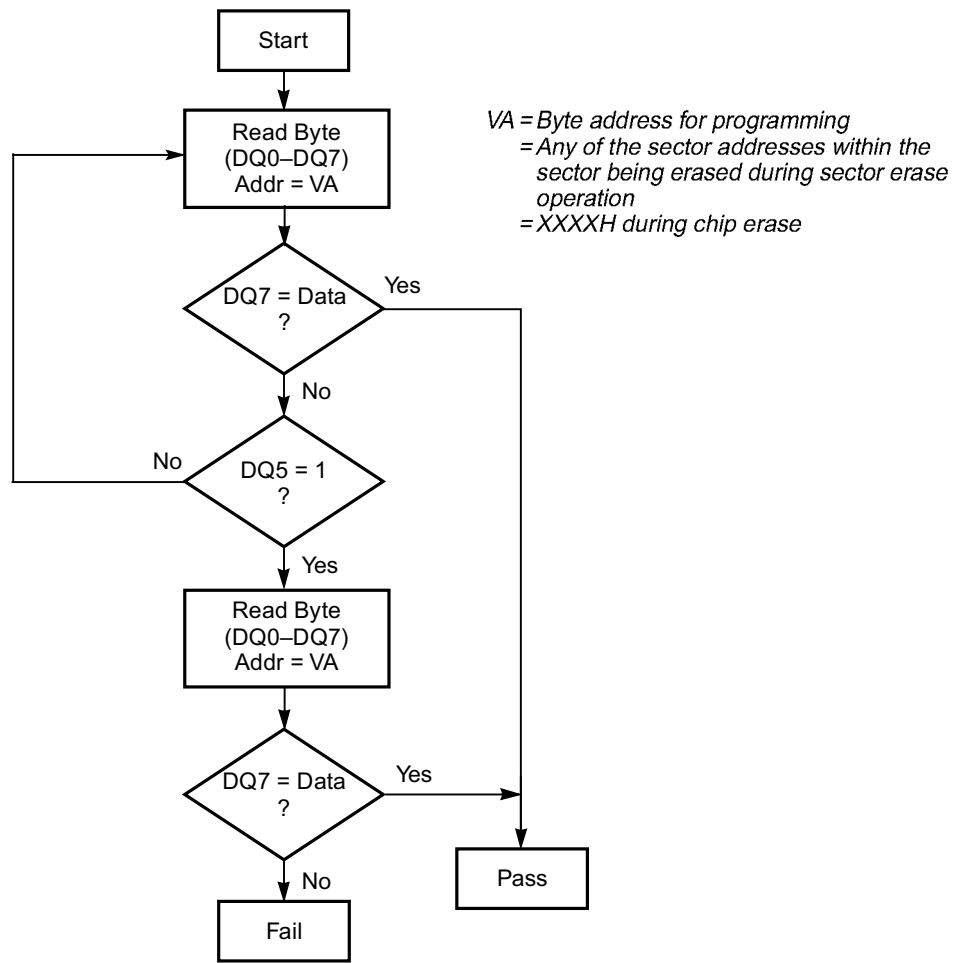 Start
Read Byte
(DQ0–DQ7)
Addr = VA
VA = Byte address for programming
= Any of the sector addresses within the
sector being erased during sector erase
operation
= XXXXH during chip erase
DQ7 = Data
?
Yes
No
DQ5 = 1
?
No
Yes
Read Byte
(DQ0–DQ7)
Addr = VA
DQ7 = Data
?
Yes
No
Pass
Fail